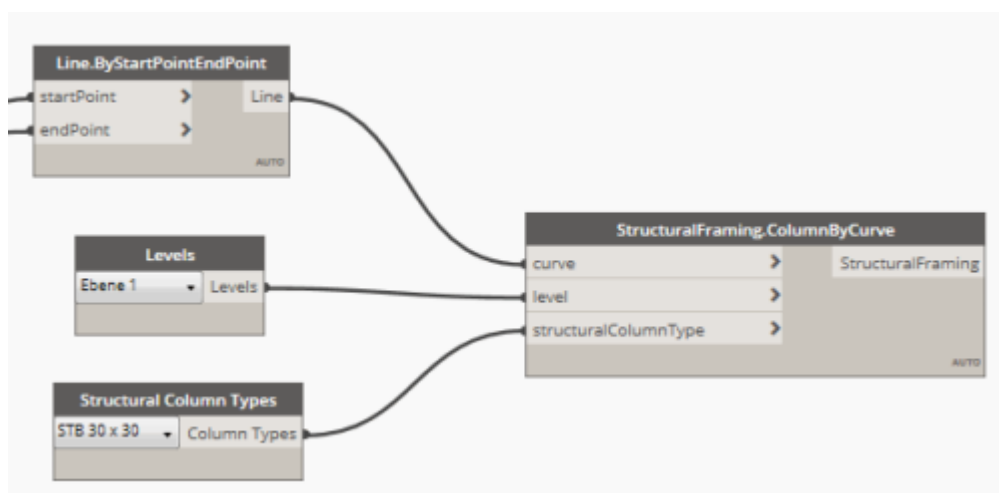 Line.ByStartPointEndPoint
startPoint > Line
endPoint >
AUTO
Levels
Ebene 1 Levels
Structural Column Types
STB 30 x 30 Column Types
StructuralFraming.ColumnByCurve
curve > StructuralFraming
level >
structuralColumnType >
AUTO